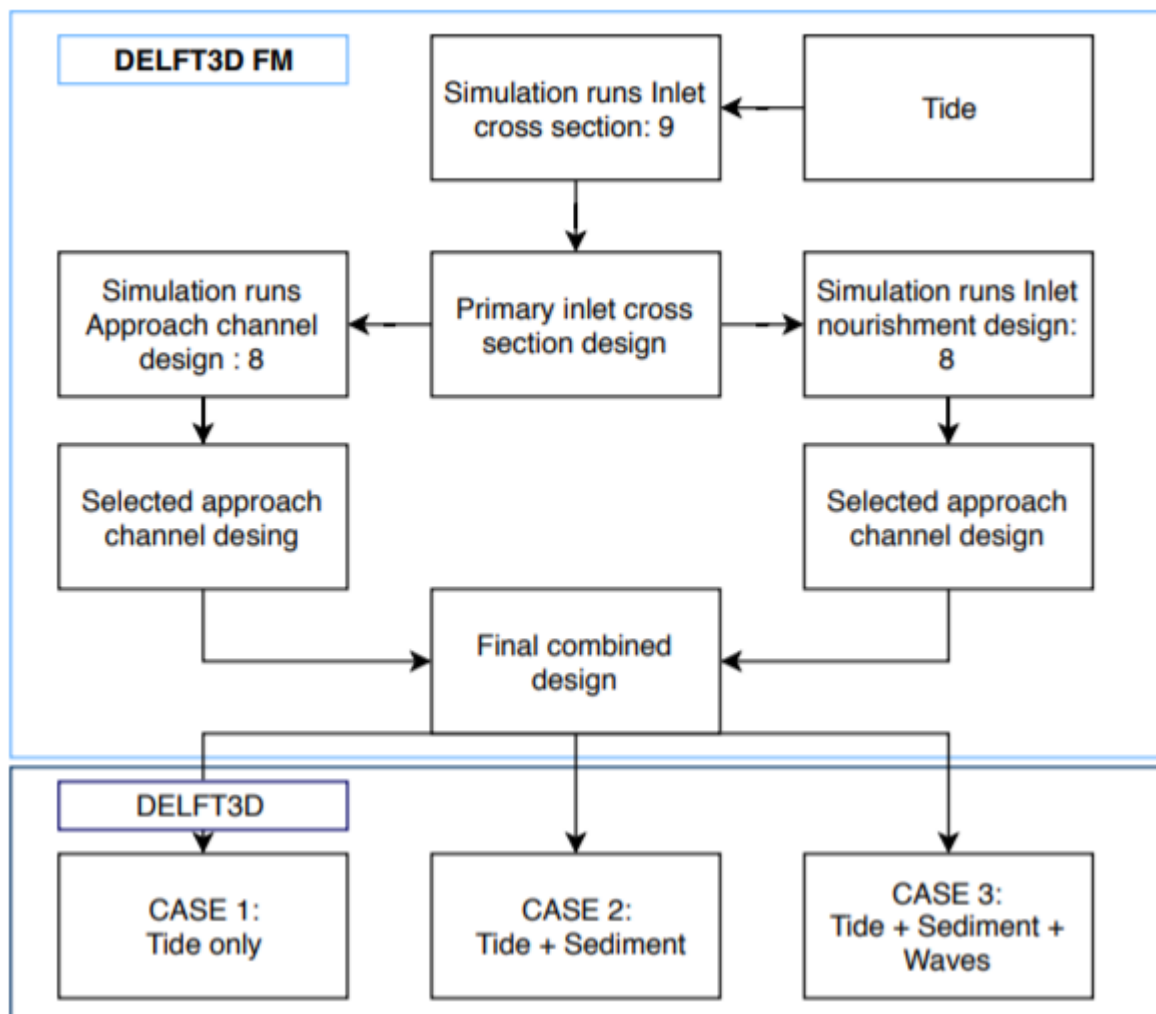 DELFT3D FM
Simulation runs Inlet
cross section: 9
Tide
Simulation runs
Approach channel
design : 8
Primary inlet cross
section design
Simulation runs Inlet
nourishment design:
8
Selected approach
channel desing
Selected approach
channel design
Final combined
design
DELFT3D
CASE 1:
Tide only
CASE 2:
Tide + Sediment
CASE 3:
Tide + Sediment +
Waves